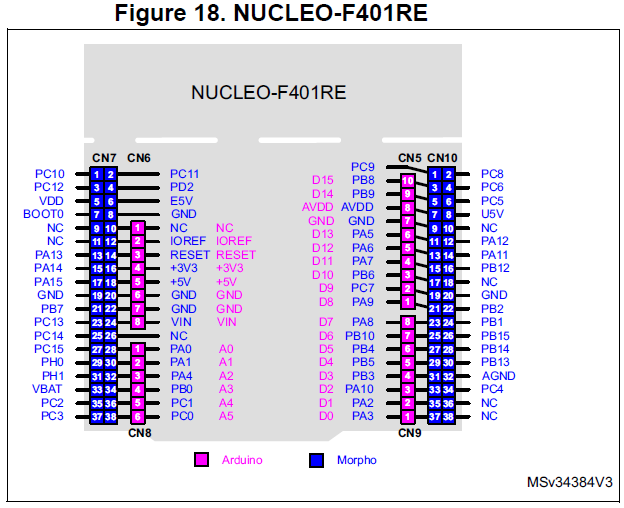 Figure 18. NUCLEO-F401RE
NUCLEO-F401RE
CN7 CN6 CN5 CN10
PC10 1 2 PC11 PC9 1 2 PC8
PC12 3 4 PD2 D15 PB8 10 3 4 PC6
VDD 5 6 E5V D14 PB9 9 5 6 PC5
BOOT0 7 8 GND AVDD AVDD 8 7 8 U5V
NC 9 10 1 NC NC GND GND 7 9 10 NC
NC 11 12 2 IOREF IOREF D13 PA5 6 11 12 PA12
PA13 13 14 3 RESET RESET D12 PA6 5 13 14 PA11
PA14 15 16 4 +3V3 +3V3 D11 PA7 4 15 16 PB12
PA15 17 18 5 +5V +5V D10 PB6 3 17 18 NC
GND 19 20 6 GND GND D9 PC7 2 19 20 GND
PB7 21 22 7 GND GND D8 PA9 1 21 22 PB2
PC13 23 24 8 VIN VIN D7 PA8 8 23 24 PB1
PC14 25 26 NC D6 PB10 7 25 26 PB15
PC15 27 28 1 PA0 A0 D5 PB4 6 27 28 PB14
PH0 29 30 2 PA1 A1 D4 PB5 5 29 30 PB13
PH1 31 32 3 PA4 A2 D3 PB3 4 31 32 AGND
VBAT 33 34 4 PB0 A3 D2 PA10 3 33 34 PC4
PC2 35 36 5 PC1 A4 D1 PA2 2 35 36 NC
PC3 37 38 6 PC0 A5 D0 PA3 1 37 38 NC
CN8 CN9
Arduino Morpho
MSv34384V3